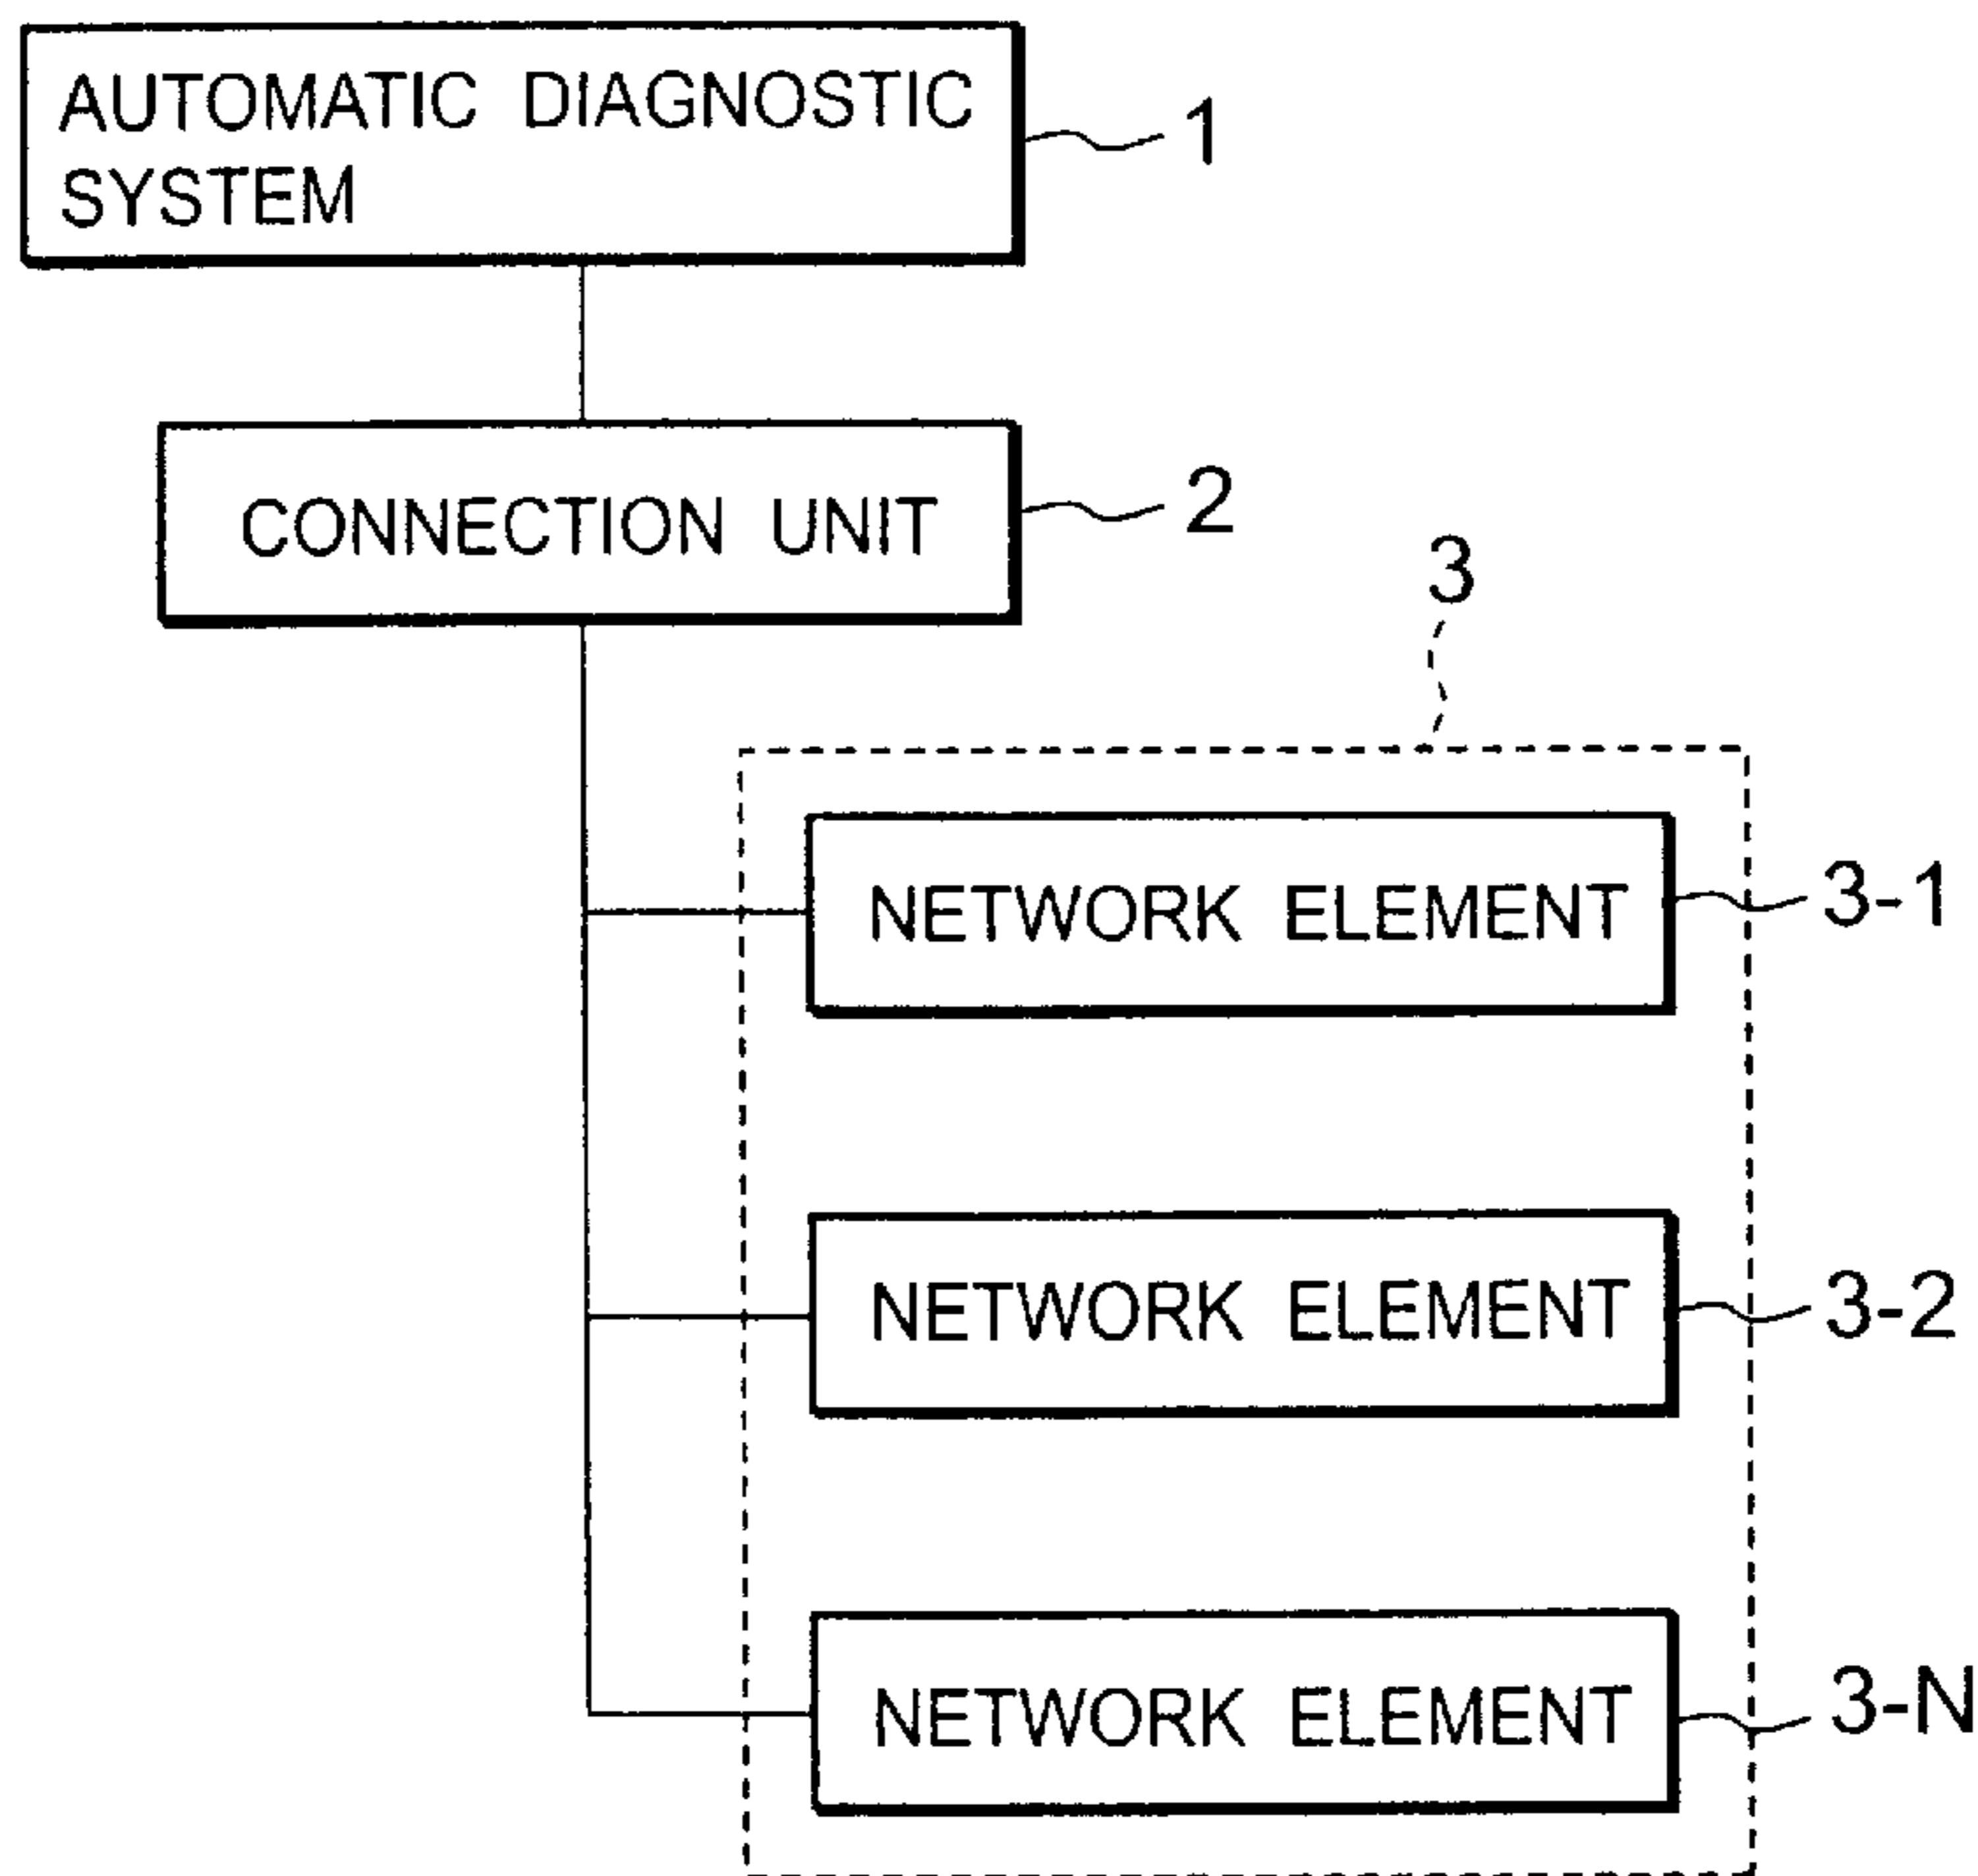 AUTOMATIC DIAGNOSTIC
SYSTEM
1
CONNECTION UNIT
2
3
NETWORK ELEMENT
3-1
NETWORK ELEMENT
3-2
NETWORK ELEMENT
3-N